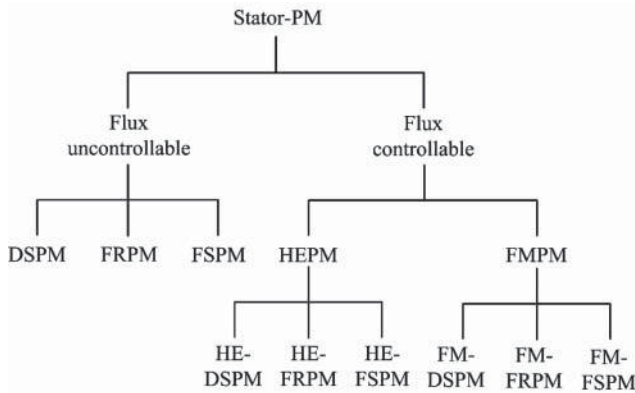 Stator-PM
Flux
uncontrollable
Flux
controllable
DSPM
FRPM
FSPM
HEPM
FMPM
HE-
DSPM
HE-
FRPM
HE-
FSPM
FM-
DSPM
FM-
FRPM
FM-
FSPM